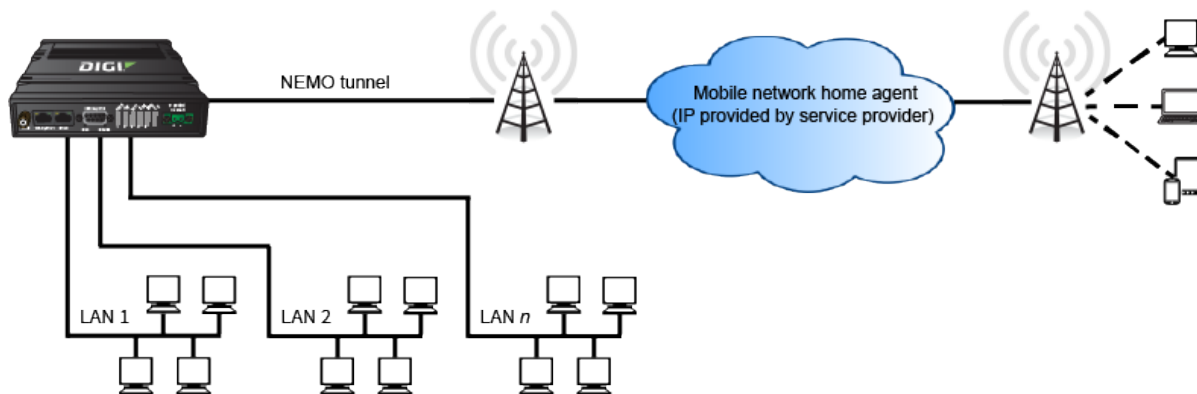 DIGI
NEMO tunnel
Mobile network home agent
(IP provided by service provider)
LAN 1
LAN 2
LAN n